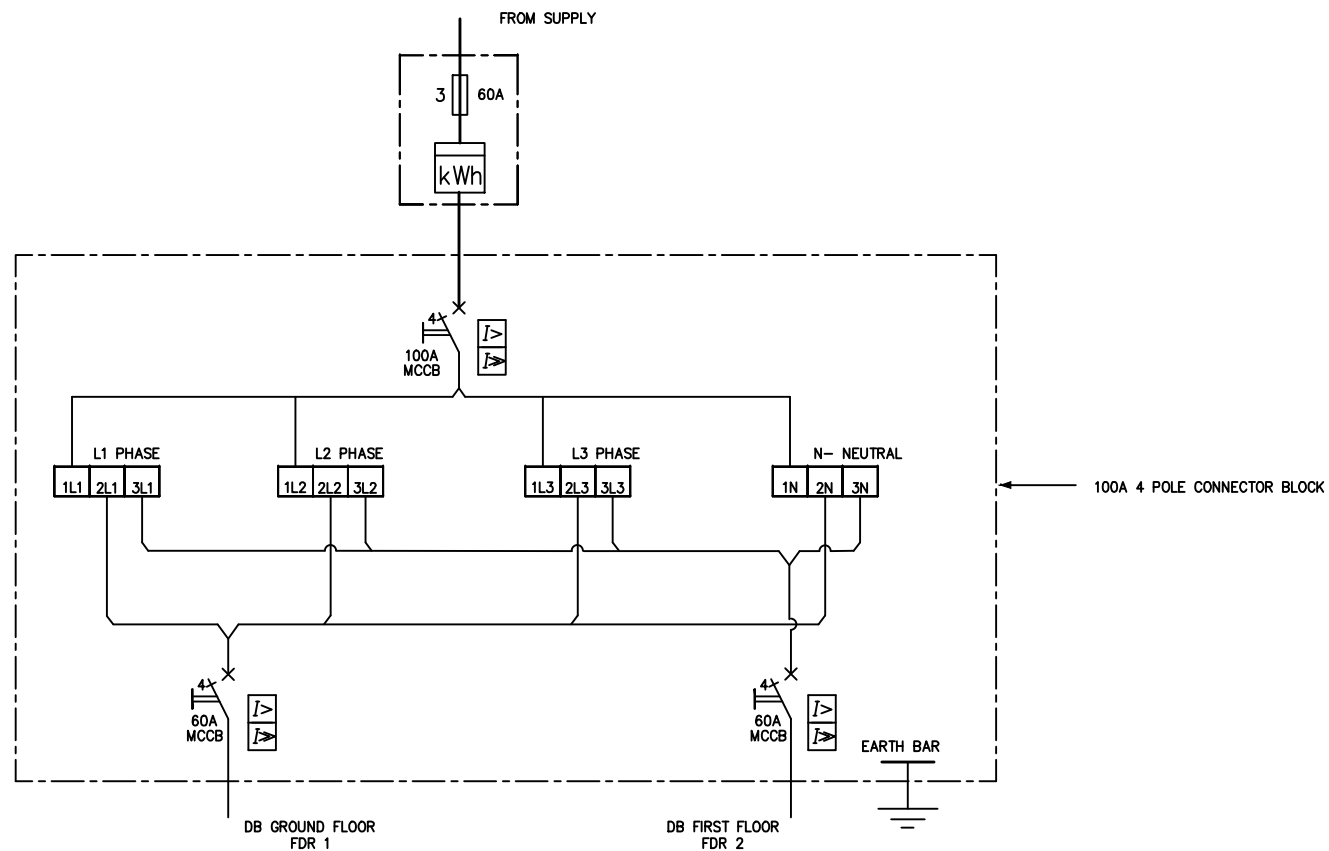 FROM SUPPLY
3 60A
kWh
4
I>
100A
MCCB
I>>
L1 PHASE L2 PHASE L3 PHASE N- NEUTRAL
1L1 2L1 3L1 1L2 2L2 3L2 1L3 2L3 3L3 1N 2N 3N
100A 4 POLE CONNECTOR BLOCK
4 4
I> I>
60A 60A
MCCB MCCB
I>> I>>
EARTH BAR
DB GROUND FLOOR DB FIRST FLOOR
FDR 1 FDR 2